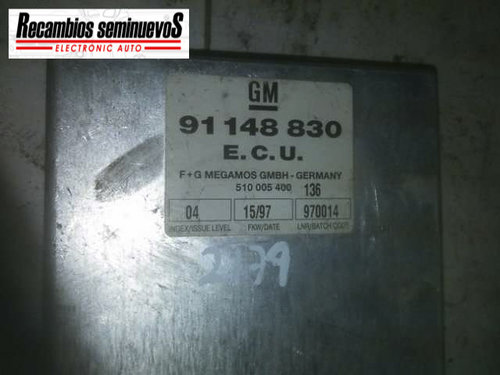 Recambios seminuevos
ELECTRONIC AUTO
GM
91 148 830
E. C. U.
F+G MEGAMOS GMBH - GERMANY
510 005 400 136
04 15/97 970014
INDEX/ISSUE LEVEL FKW/DATE LNR/BATCH CODE